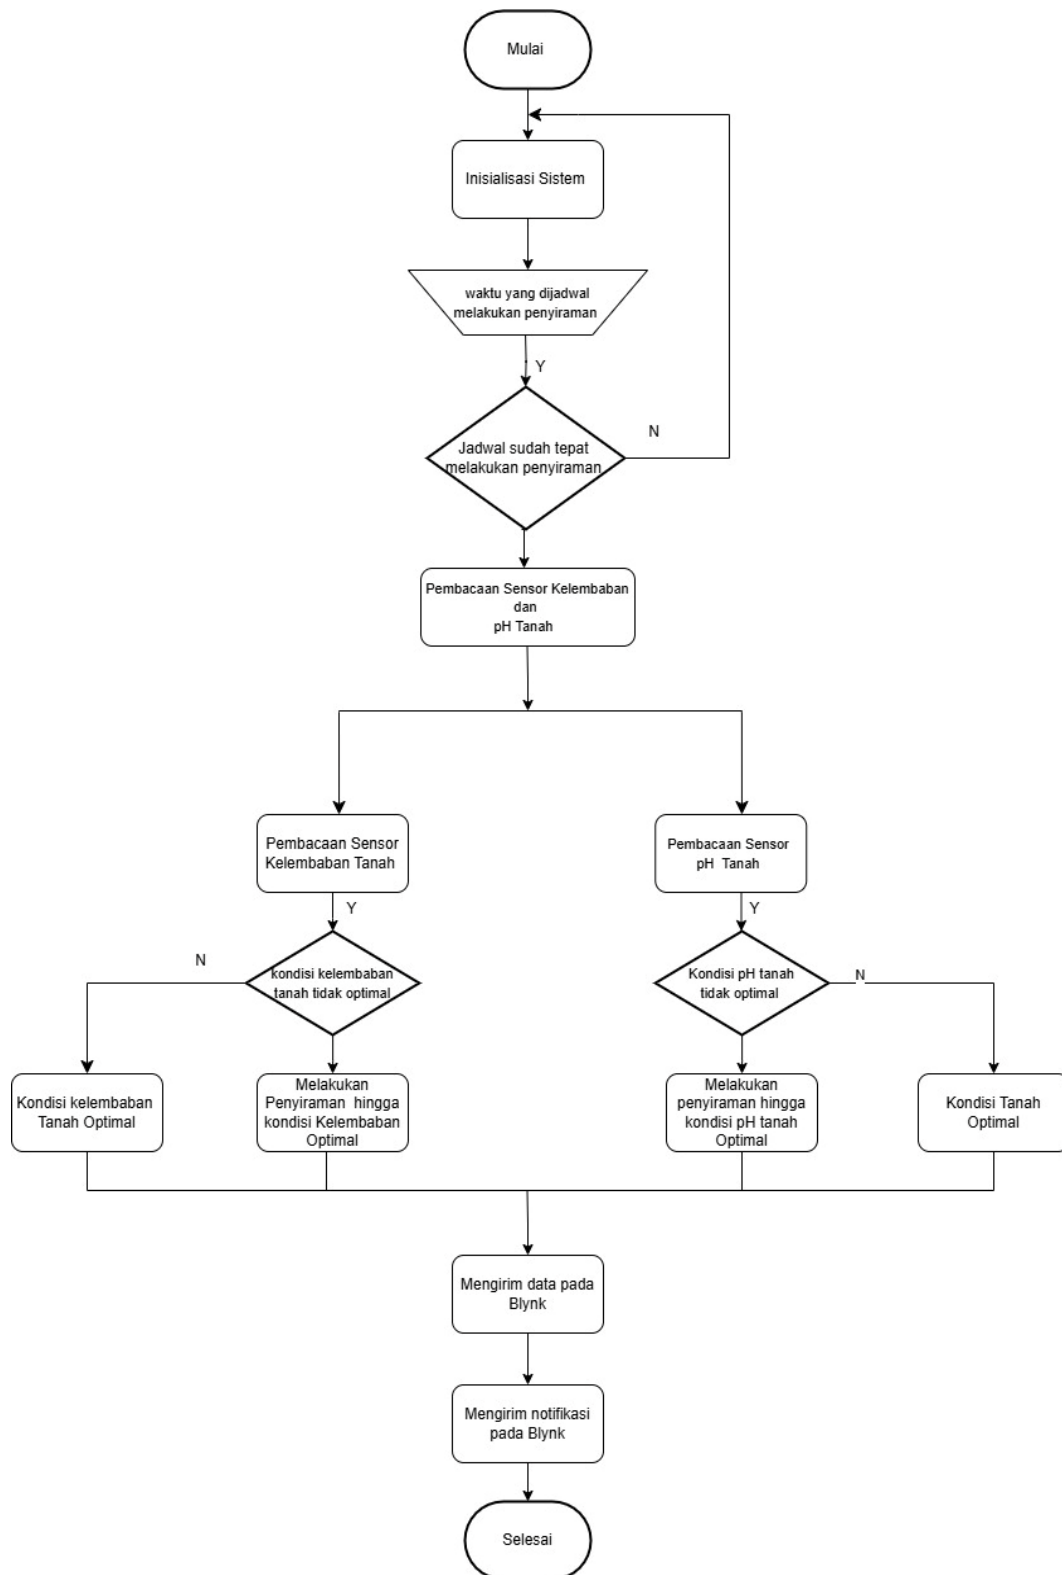 Mulai
Inisialisasi Sistem
waktu yang dijadwal
melakukan penyiraman
Y
Jadwal sudah tepat
melakukan penyiraman
N
Pembacaan Sensor Kelembaban
dan
pH Tanah
Pembacaan Sensor
Kelembaban Tanah
Pembacaan Sensor
pH Tanah
Y
Y
N
kondisi kelembaban
tanah tidak optimal
Kondisi pH tanah
tidak optimal
N
Kondisi kelembaban
Tanah Optimal
Melakukan
Penyiraman hingga
kondisi Kelembaban
Optimal
Melakukan
penyiraman hingga
kondisi pH tanah
Optimal
Kondisi Tanah
Optimal
Mengirim data pada
Blynk
Mengirim notifikasi
pada Blynk
Selesai